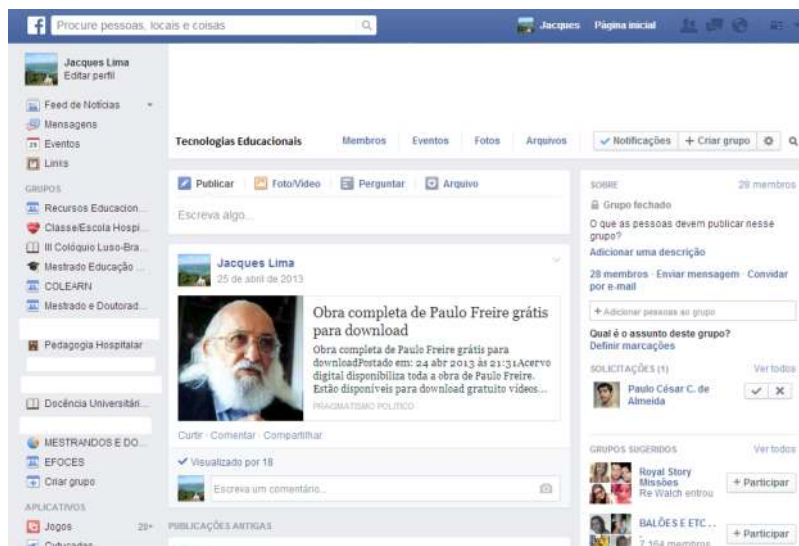 Procure pessoas, locais e coisas
Jacques
Página inicial
Jacques Lima
Editar perfil
Feed de Notícias
Mensagens
Eventos
Links
GRUPOS
Recursos Educacion...
Classe/Escola Hospi...
III Colóquio Luso-Bra...
Mestrado Educação ...
COLEARN
Mestrado e Doutorad...
Pedagogia Hospitalar
Docência Universitári...
MESTRANDOS E DO...
EFOCES
Criar grupo
APLICATIVOS
Jogos 20+
Cutucadas
Tecnologias Educacionais Membros Eventos Fotos Arquivos
Notificações + Criar grupo
Publicar Foto/Vídeo Perguntar Arquivo
Escreva algo...
Jacques Lima
25 de abril de 2013
Obra completa de Paulo Freire grátis
para download
Obra completa de Paulo Freire grátis para
downloadPostado em: 24 abr 2013 às 21:31Acervo
digital disponibiliza toda a obra de Paulo Freire.
Estão disponíveis para download gratuito vídeos...
PRAGMATISMO POLITICO
Curtir · Comentar · Compartilhar
Visualizado por 18
Escreva um comentário...
PUBLICAÇÕES ANTIGAS
SOBRE 28 membros
Grupo fechado
O que as pessoas devem publicar nesse
grupo?
Adicionar uma descrição
28 membros · Enviar mensagem · Convidar
por e-mail
+ Adicionar pessoas ao grupo
Qual é o assunto deste grupo?
Definir marcações
SOLICITAÇÕES (1) Ver todos
Paulo César C. de
Almeida
GRUPOS SUGERIDOS Ver todos
Royal Story
Missões
Re Walch entrou
+ Participar
BALÕES E ETC...
7.164 membros
+ Participar